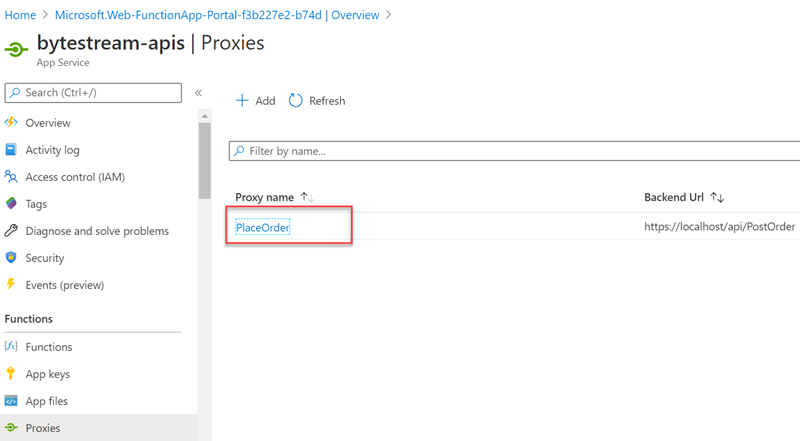 Home > Microsoft.Web-FunctionApp-Portal-f3b227e2-b74d | Overview >
bytestream-apis | Proxies
App Service
Search (Ctrl+/)
«
Overview
Activity log
Access control (IAM)
Tags
Diagnose and solve problems
Security
Events (preview)
Functions
Functions
App keys
App files
Proxies
+ Add
Refresh
Filter by name...
Proxy name ↑↓ Backend Url ↑↓
PlaceOrder https://localhost/api/PostOrder